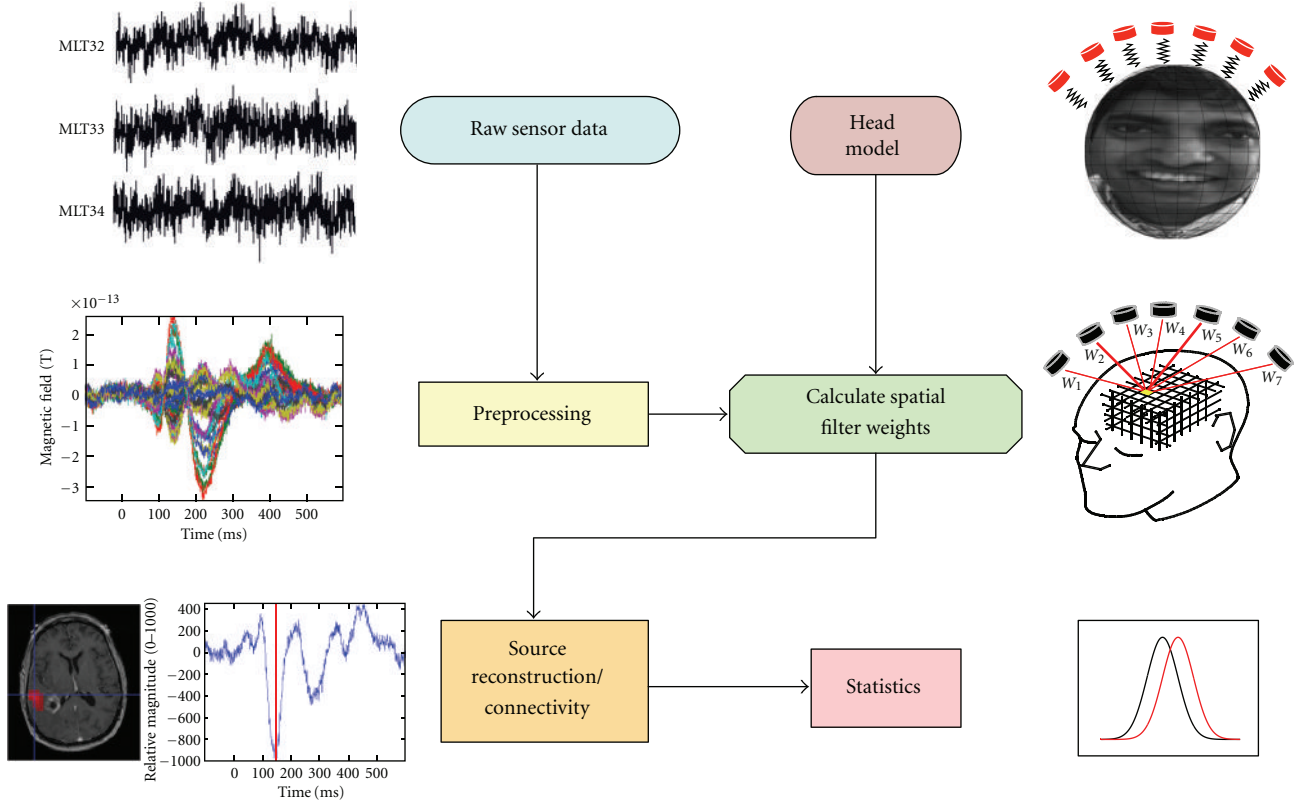 MLT32
MLT33
MLT34
Raw sensor data
Head
model
×10−13
2
1
0
−1
−2
−3
Magnetic field (T)
0 100 200 300 400 500
Time (ms)
Preprocessing
Calculate spatial
filter weights
W1
W2
W3
W4
W5
W6
W7
400
200
0
−200
−400
−600
−800
−1000
Relative magnitude (0–1000)
0 100 200 300 400 500
Time (ms)
Source
reconstruction/
connectivity
Statistics